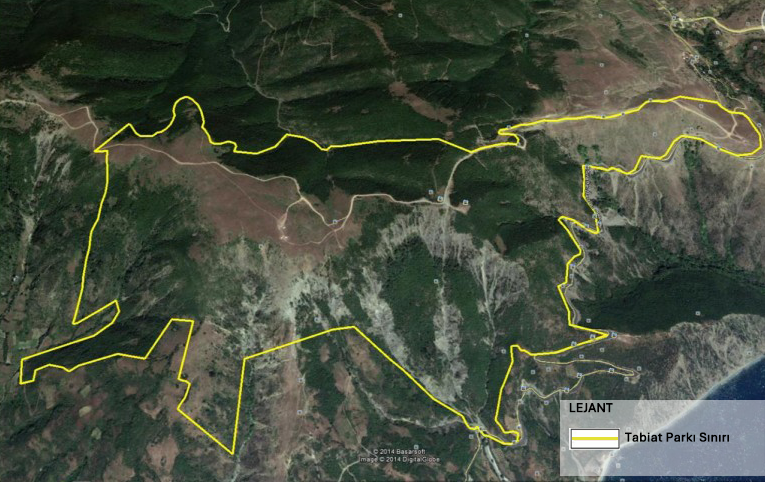 LEJANT
Tabiat Parkı Sınırı
© 2014 Basarsoft
Image © 2014 DigitalGlobe